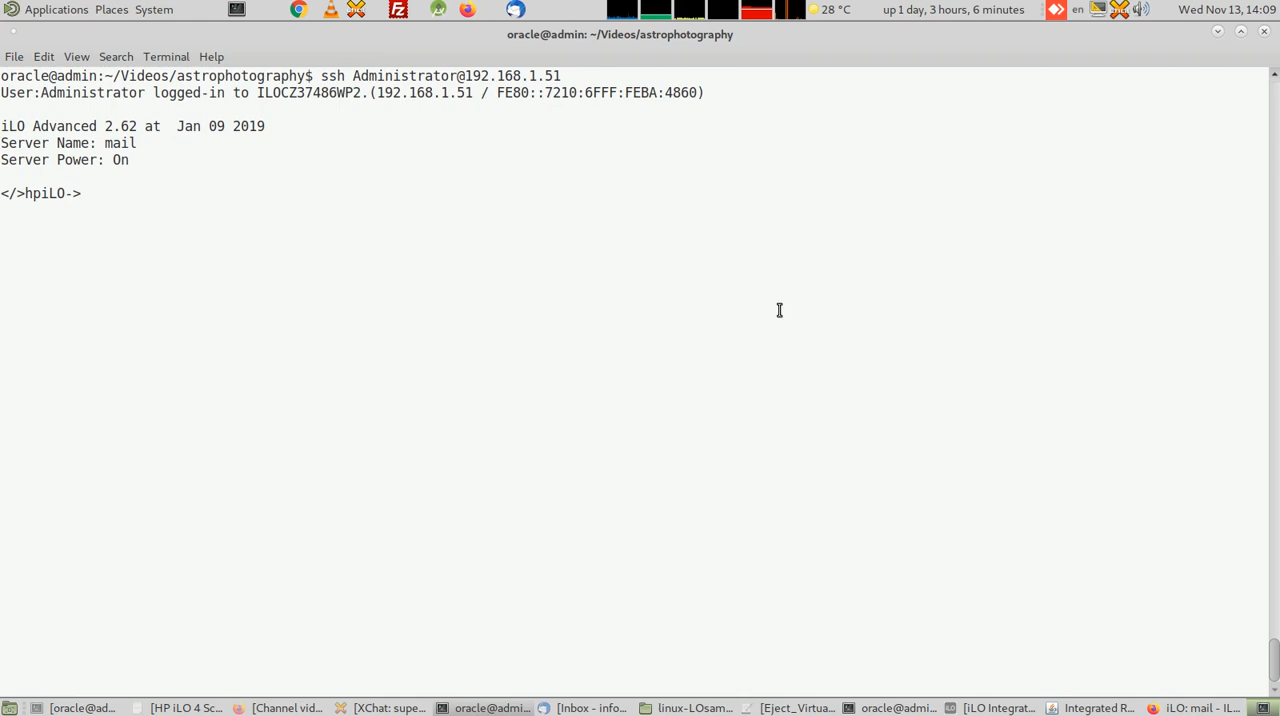 Applications Places System 28 °C up 1 day, 3 hours, 6 minutes en Wed Nov 13, 14:09
oracle@admin: ~/Videos/astrophotography
File Edit View Search Terminal Help
oracle@admin:~/Videos/astrophotography$ ssh Administrator@192.168.1.51
User:Administrator logged-in to ILOCZ37486WP2.(192.168.1.51 / FE80::7210:6FFF:FEBA:4860)
iLO Advanced 2.62 at  Jan 09 2019
Server Name: mail
Server Power: On
</>hpiLO->
[oracle@ad... [HP iLO 4 Sc... [Channel vid... [XChat: supe... oracle@admi... [Inbox - info... linux-LOsam... [Eject_Virtua... oracle@admi... [iLO Integrat... Integrated R... iLO: mail - IL...